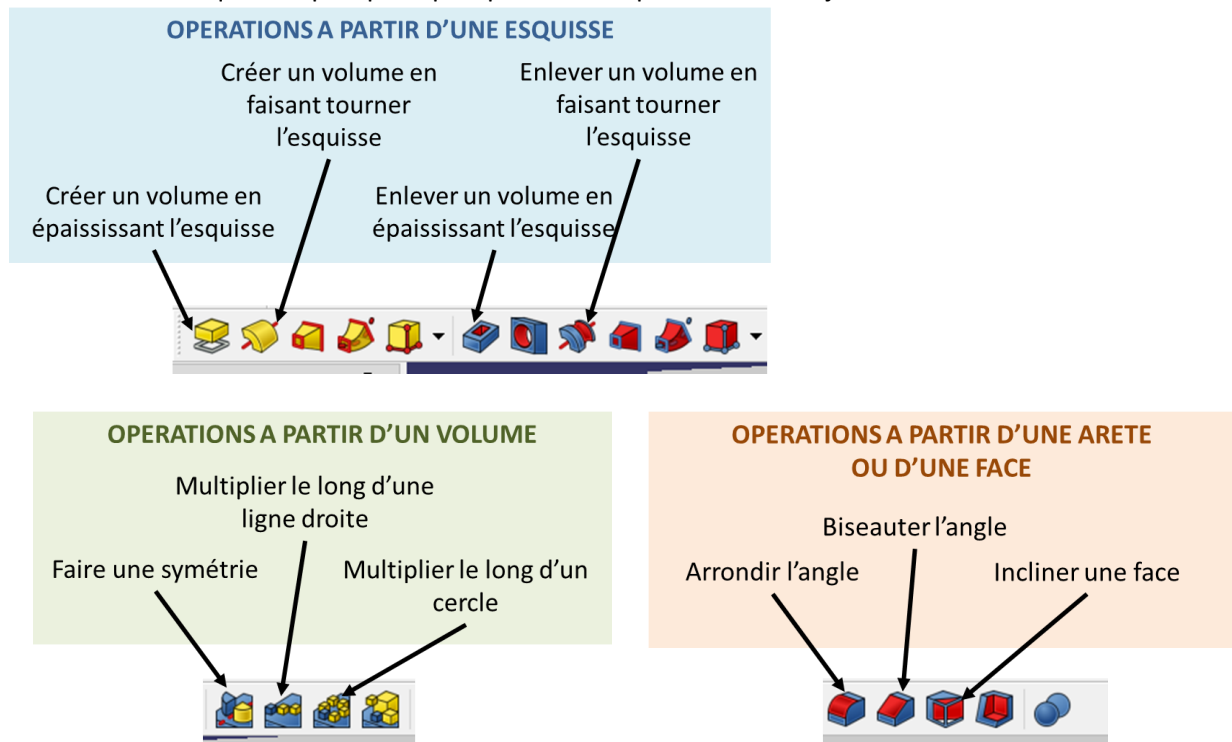 OPERATIONS A PARTIR D’UNE ESQUISSE
Créer un volume en
faisant tourner
l’esquisse
Enlever un volume en
faisant tourner
l’esquisse
Créer un volume en
épaississant l’esquisse
Enlever un volume en
épaississant l’esquisse
OPERATIONS A PARTIR D’UN VOLUME
Multiplier le long d’une
ligne droite
Faire une symétrie
Multiplier le long d’un
cercle
OPERATIONS A PARTIR D’UNE ARETE
OU D’UNE FACE
Biseauter l’angle
Arrondir l’angle
Incliner une face